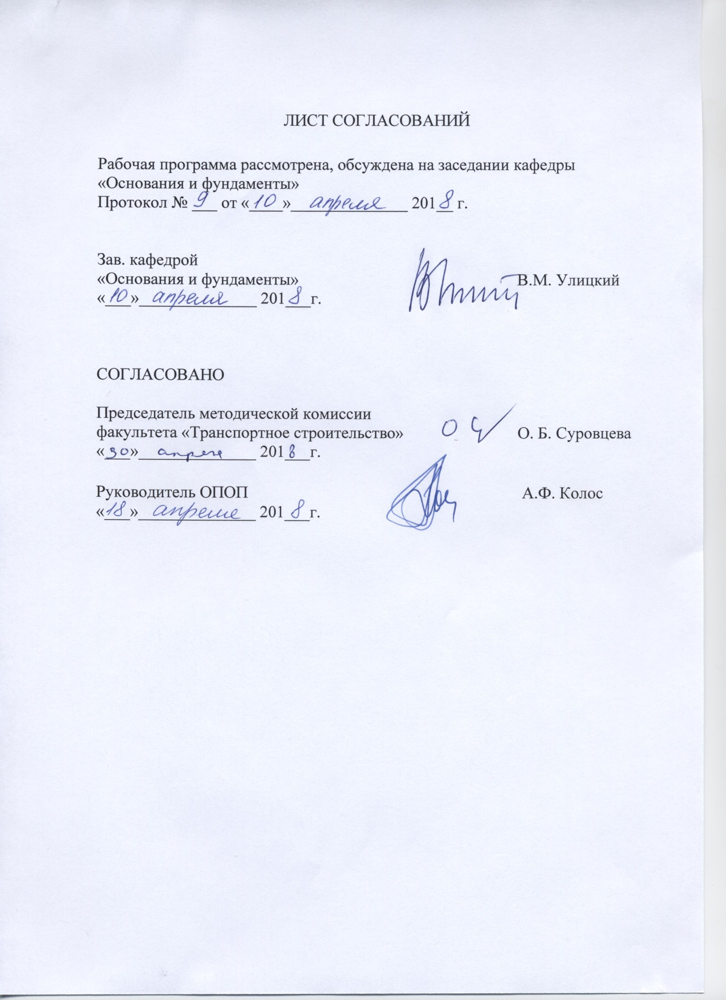 ЛИСТ СОГЛАСОВАНИЙ
Рабочая программа рассмотрена, обсуждена на заседании кафедры
«Основания и фундаменты»
Протокол № 9 от «10» апреля 2018 г.
Зав. кафедрой
«Основания и фундаменты» В.М. Улицкий
«10» апреля 2018 г.
СОГЛАСОВАНО
Председатель методической комиссии
факультета «Транспортное строительство» О. Б. Суровцева
«30» апреля 2018 г.
Руководитель ОПОП А.Ф. Колос
«18» апреля 2018 г.